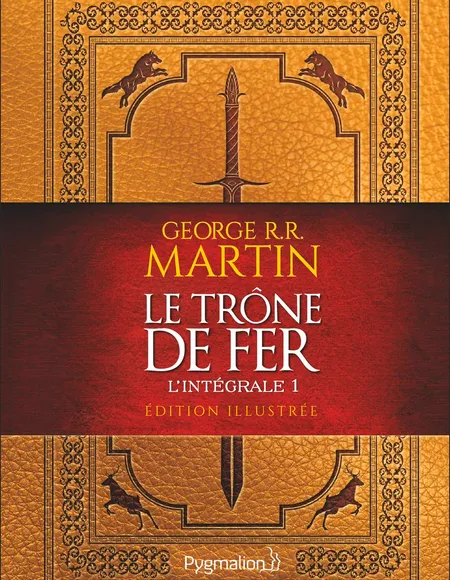 GEORGE R.R.
MARTIN
LE TRÔNE
DE FER
L'INTÉGRALE 1
ÉDITION ILLUSTRÉE
Pygmalion